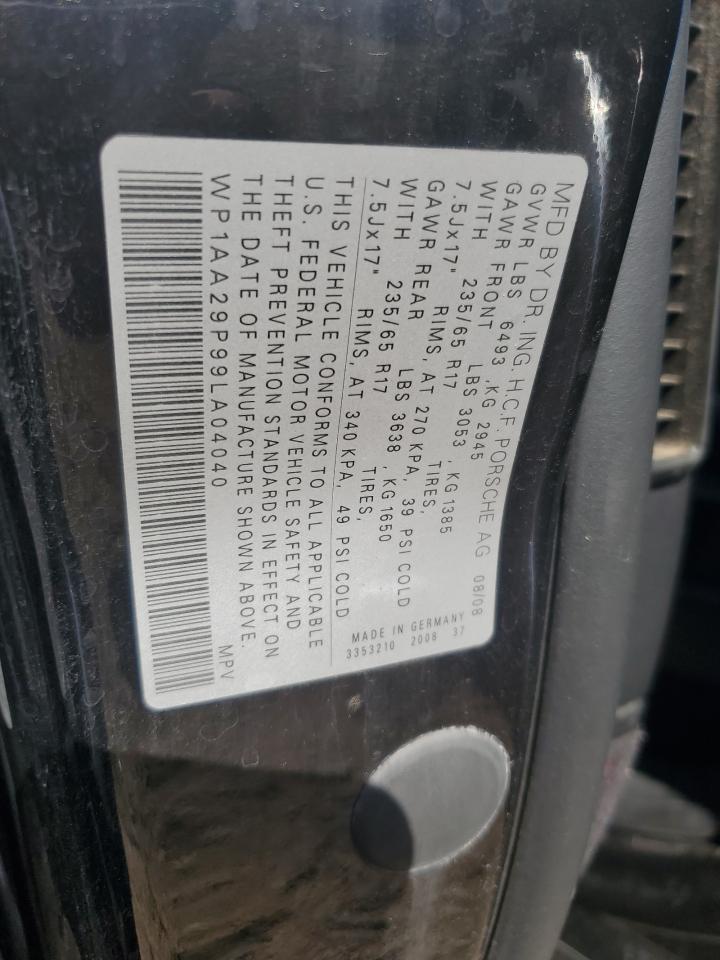 MFD BY DR. ING. H.C.F. PORSCHE AG 08/08
GVWR LBS 6493 ,KG 2945
GAWR FRONT LBS 3053 ,KG 1385
WITH 235/65 R17 TIRES,
7.5Jx17" RIMS, AT 270 KPA, 39 PSI COLD
GAWR REAR LBS 3638 ,KG 1650
WITH 235/65 R17 TIRES,
7.5Jx17" RIMS, AT 340 KPA, 49 PSI COLD
MADE IN GERMANY
3353210 2008 37
THIS VEHICLE CONFORMS TO ALL APPLICABLE
U.S. FEDERAL MOTOR VEHICLE SAFETY AND
THEFT PREVENTION STANDARDS IN EFFECT ON
THE DATE OF MANUFACTURE SHOWN ABOVE.
WP1AA29P99LA04040 MPV